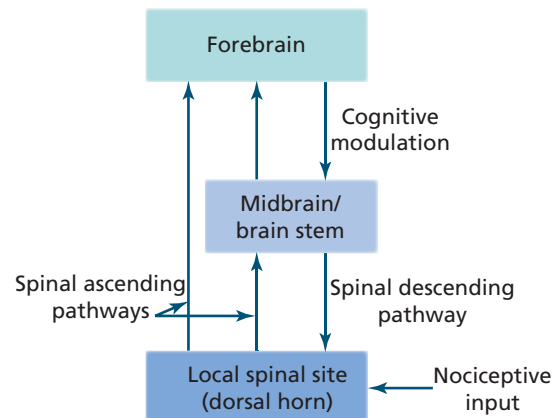 Forebrain
Cognitive
modulation
Midbrain/
brain stem
Spinal ascending
pathways
Spinal descending
pathway
Local spinal site
(dorsal horn)
Nociceptive
input